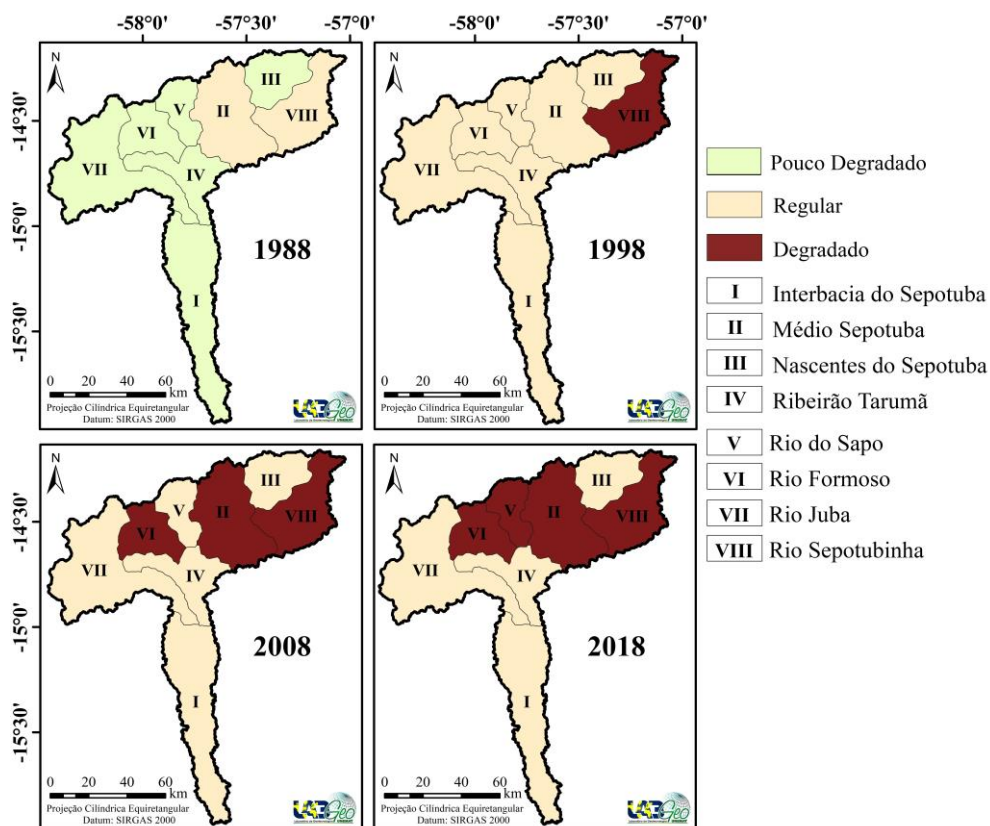 -58°0' -57°30' -57°0' -58°0' -57°30' -57°0'
-14°30' -15°0' -15°30'
N
III
V
II
VIII
VI
VII
IV
1988
I
0 20 40 60
km
Projeção Cilíndrica Equiretangular
Datum: SIRGAS 2000
Geo
N
III
V
II
VIII
VI
VII
IV
1998
I
0 20 40 60
km
Projeção Cilíndrica Equiretangular
Datum: SIRGAS 2000
Geo
-14°30' -15°0' -15°30'
N
III
V
II
VIII
VI
VII
IV
2008
I
0 20 40 60
km
Projeção Cilíndrica Equiretangular
Datum: SIRGAS 2000
Geo
N
III
V
II
VIII
VI
VII
IV
2018
I
0 20 40 60
km
Projeção Cilíndrica Equiretangular
Datum: SIRGAS 2000
Geo
Pouco Degradado
Regular
Degradado
I Interbacia do Sepotuba
II Médio Sepotuba
III Nascentes do Sepotuba
IV Ribeirão Tarumã
V Rio do Sapo
VI Rio Formoso
VII Rio Juba
VIII Rio Sepotubinha